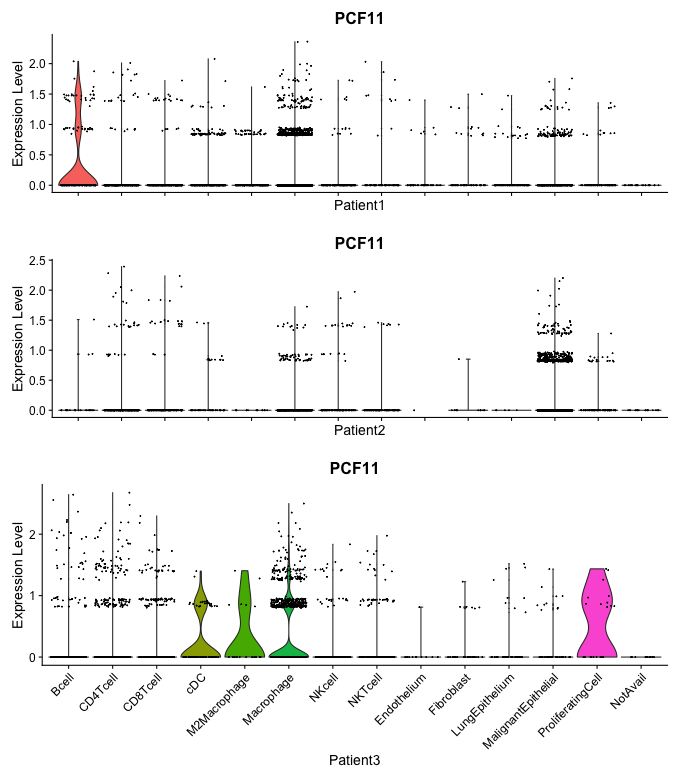 PCF11
Expression Level
2.0
1.5
1.0
0.5
0.0
Patient1
PCF11
Expression Level
2.5
2.0
1.5
1.0
0.5
0.0
Patient2
PCF11
Expression Level
2
1
0
Bcell
CD4Tcell
CD8Tcell
cDC
M2Macrophage
Macrophage
NKcell
NKTcell
Endothelium
Fibroblast
LungEpithelium
MalignantEpithelial
ProliferatingCell
NotAvail
Patient3